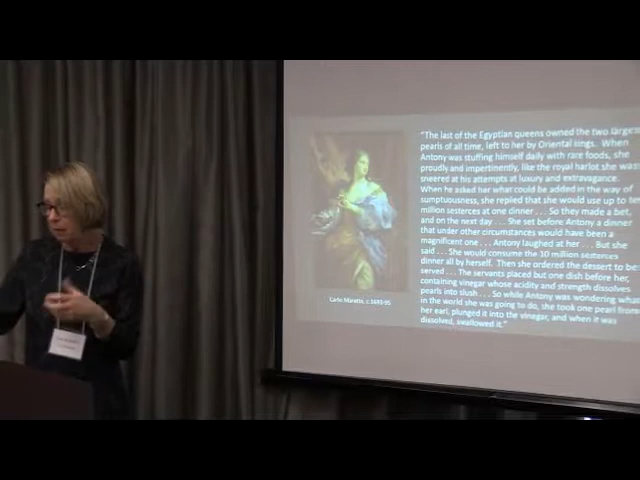 "The last of the Egyptian queens owned the two largest
pearls of all time, left to her by Oriental kings. When
Antony was stuffing himself daily with rare foods, she
proudly and impertinently, like the royal harlot she was
sneered at his attempts at luxury and extravagance.
When he asked her what could be added in the way of
sumptuousness, she replied that she would use up to ten
million sesterces at one dinner . . . So they made a bet,
and on the next day . . . She set before Antony a dinner
that under other circumstances would have been a
magnificent one . . . Antony laughed at her . . . But she
said . . . She would consume the 10 million sesterces
dinner all by herself. Then she ordered the dessert to be
served . . . The servants placed but one dish before her,
containing vinegar whose acidity and strength dissolves
pearls into slush . . . So while Antony was wondering what
in the world she was going to do, she took one pearl from
her ear, plunged it into the vinegar, and when it was
dissolved, swallowed it."
Carlo Maratta, c.1693-95